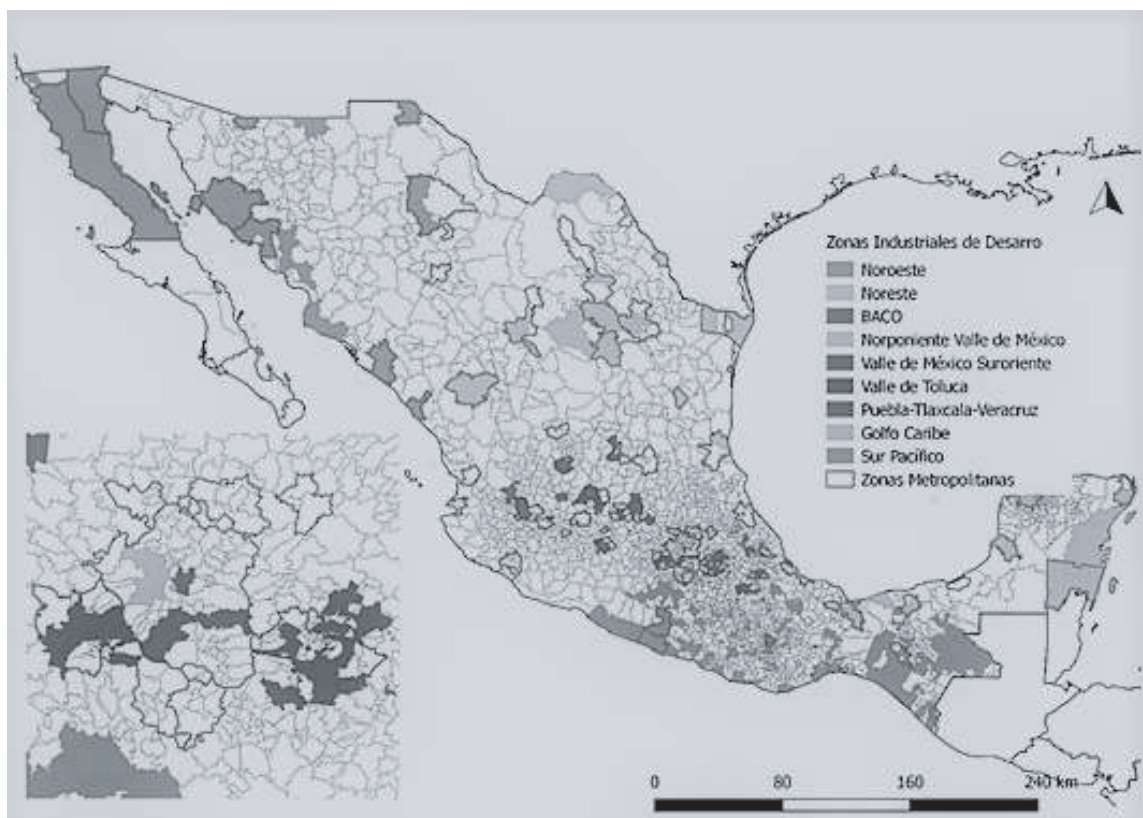 Zonas Industriales de Desarro
Noroeste
Noreste
BACO
Norponiente Valle de México
Valle de México Suroriente
Valle de Toluca
Puebla-Tlaxcala-Veracruz
Golfo Caribe
Sur Pacífico
Zonas Metropolitanas
0 80 160 240 km